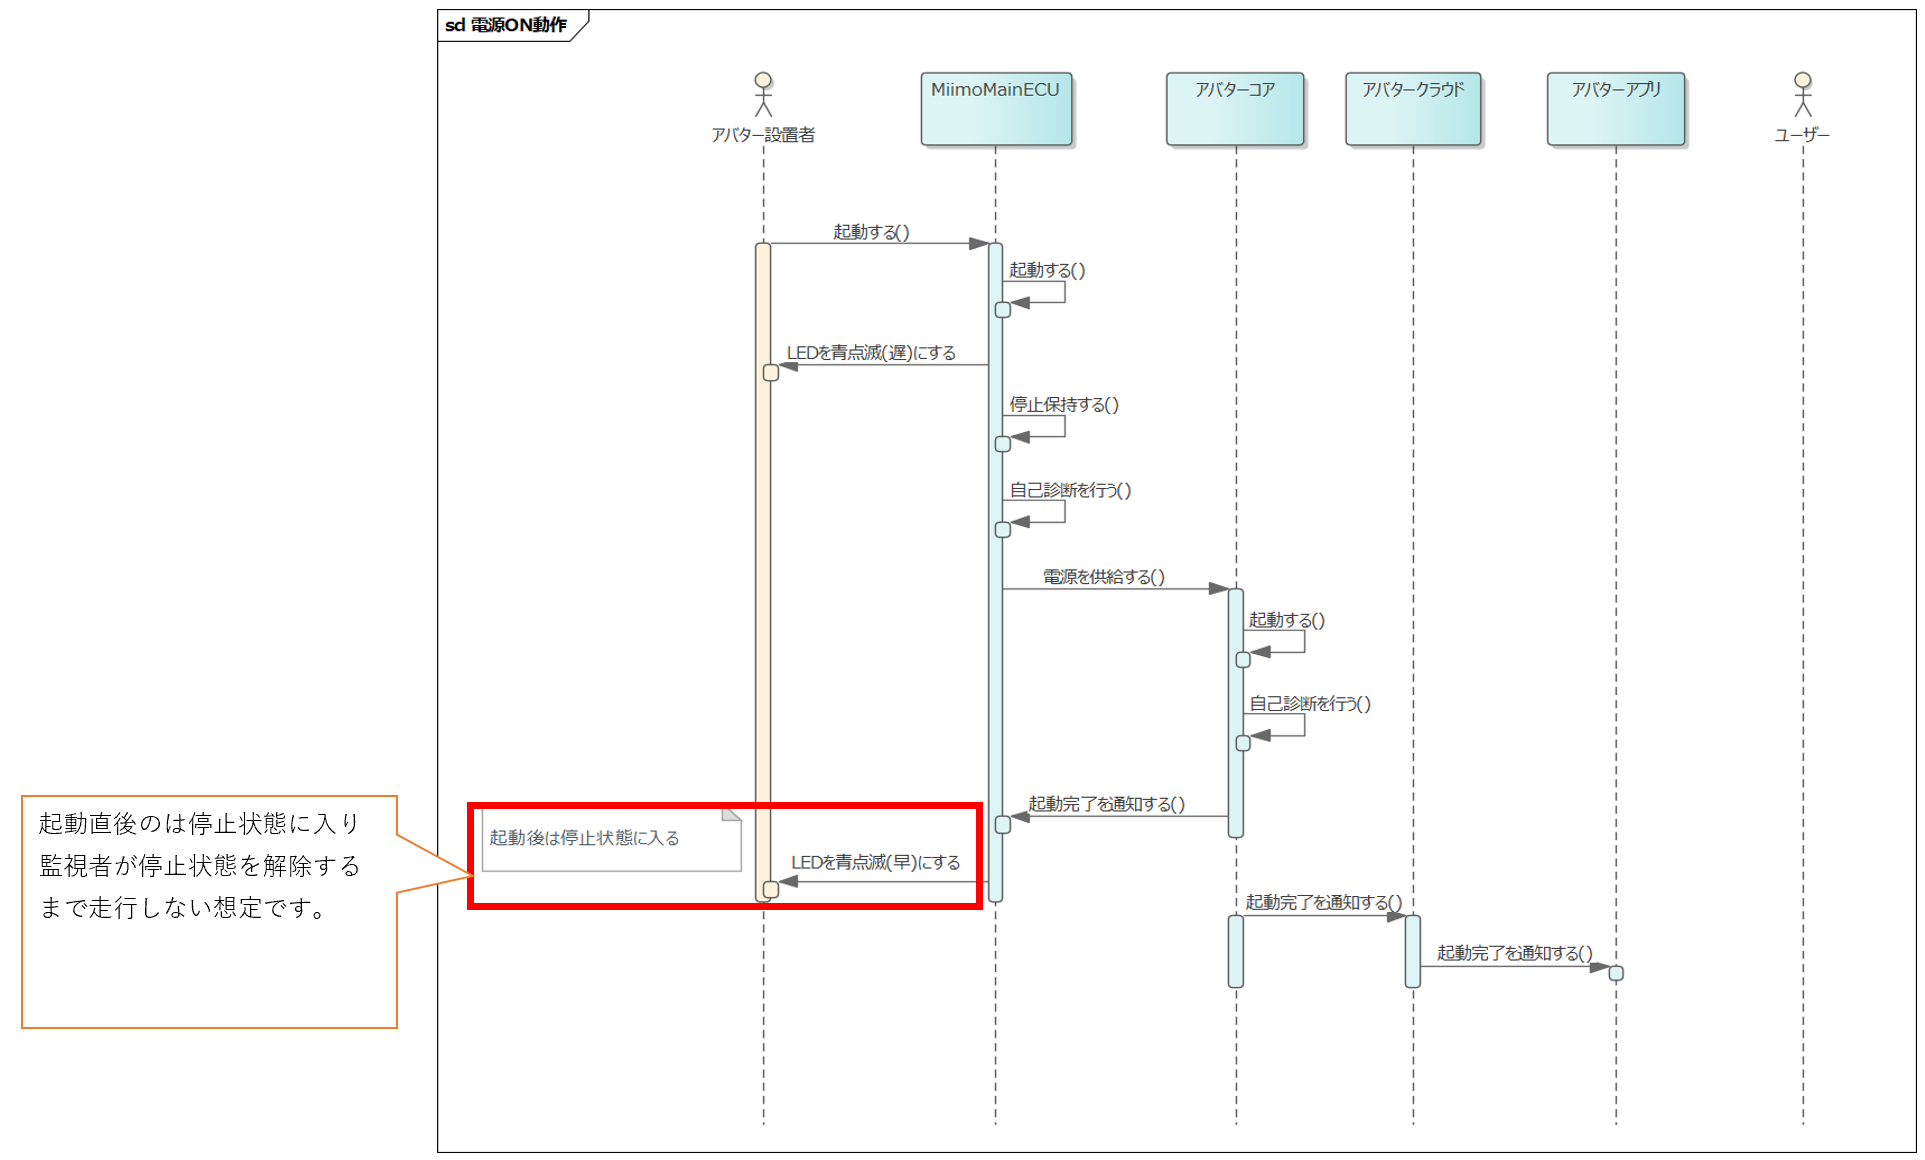 sd 電源ON動作
アバター設置者
MiimoMainECU
アバターコア
アバタークラウド
アバターアプリ
ユーザー
起動する()
起動する()
LEDを青点滅(遅)にする
停止保持する()
自己診断を行う()
電源を供給する()
起動する()
自己診断を行う()
起動完了を通知する()
起動後は停止状態に入る
LEDを青点滅(早)にする
起動直後のは停止状態に入り
監視者が停止状態を解除する
まで走行しない想定です。
起動完了を通知する()
起動完了を通知する()